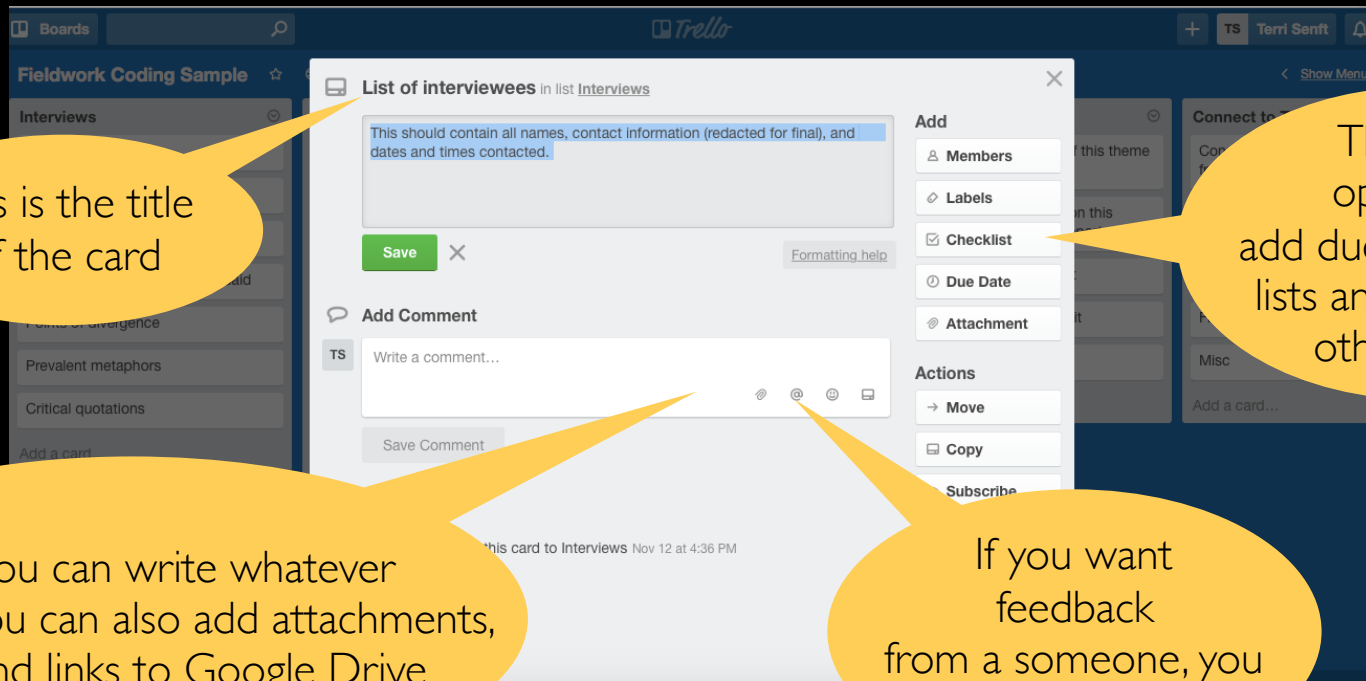 Boards
Trello
TS Terri Senft
Fieldwork Coding Sample
Show Menu
Interviews
List of interviewees in list Interviews
This should contain all names, contact information (redacted for final), and
dates and times contacted.
Save
Formatting help
Add Comment
TS
Write a comment…
Save Comment
this card to Interviews Nov 12 at 4:36 PM
Add
Members
Labels
Checklist
Due Date
Attachment
Actions
Move
Copy
Subscribe
is the title
the card
Points of divergence
Prevalent metaphors
Critical quotations
Add a card...
this theme
on this
it
Connect to
Misc
Add a card…
add
lists
can write whatever
can also add attachments,
links to Google Drive
If you want
feedback
from a someone, you